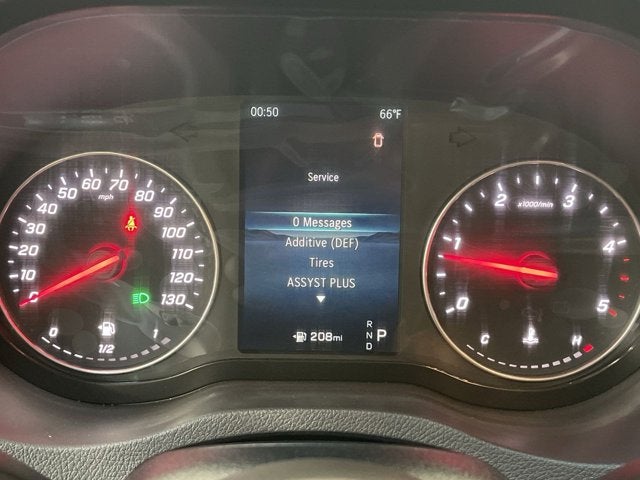 00:50 66°F
Service
0 Messages
Additive (DEF)
Tires
ASSYST PLUS
208mi
R
N
D
P
0 10 20 30 40 50 60 70 80 90 100 110 120 130
mph
0 1/2 1
0 1 2 3 4 5
x1000/min
C H